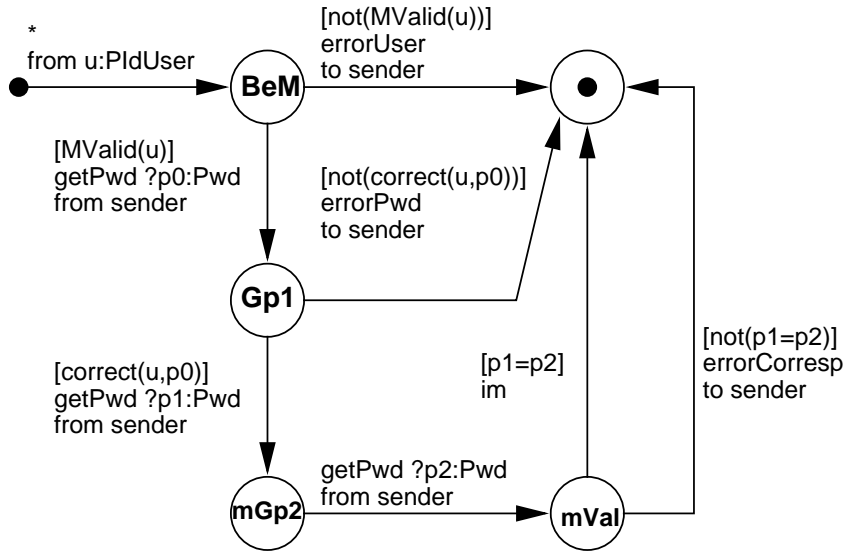 *
from u:PIdUser
[not(MValid(u))]
errorUser
to sender
BeM
[MValid(u)]
getPwd ?p0:Pwd
from sender
[not(correct(u,p0))]
errorPwd
to sender
Gp1
[correct(u,p0)]
getPwd ?p1:Pwd
from sender
[p1=p2]
im
[not(p1=p2)]
errorCorresp
to sender
getPwd ?p2:Pwd
from sender
mGp2
mVal